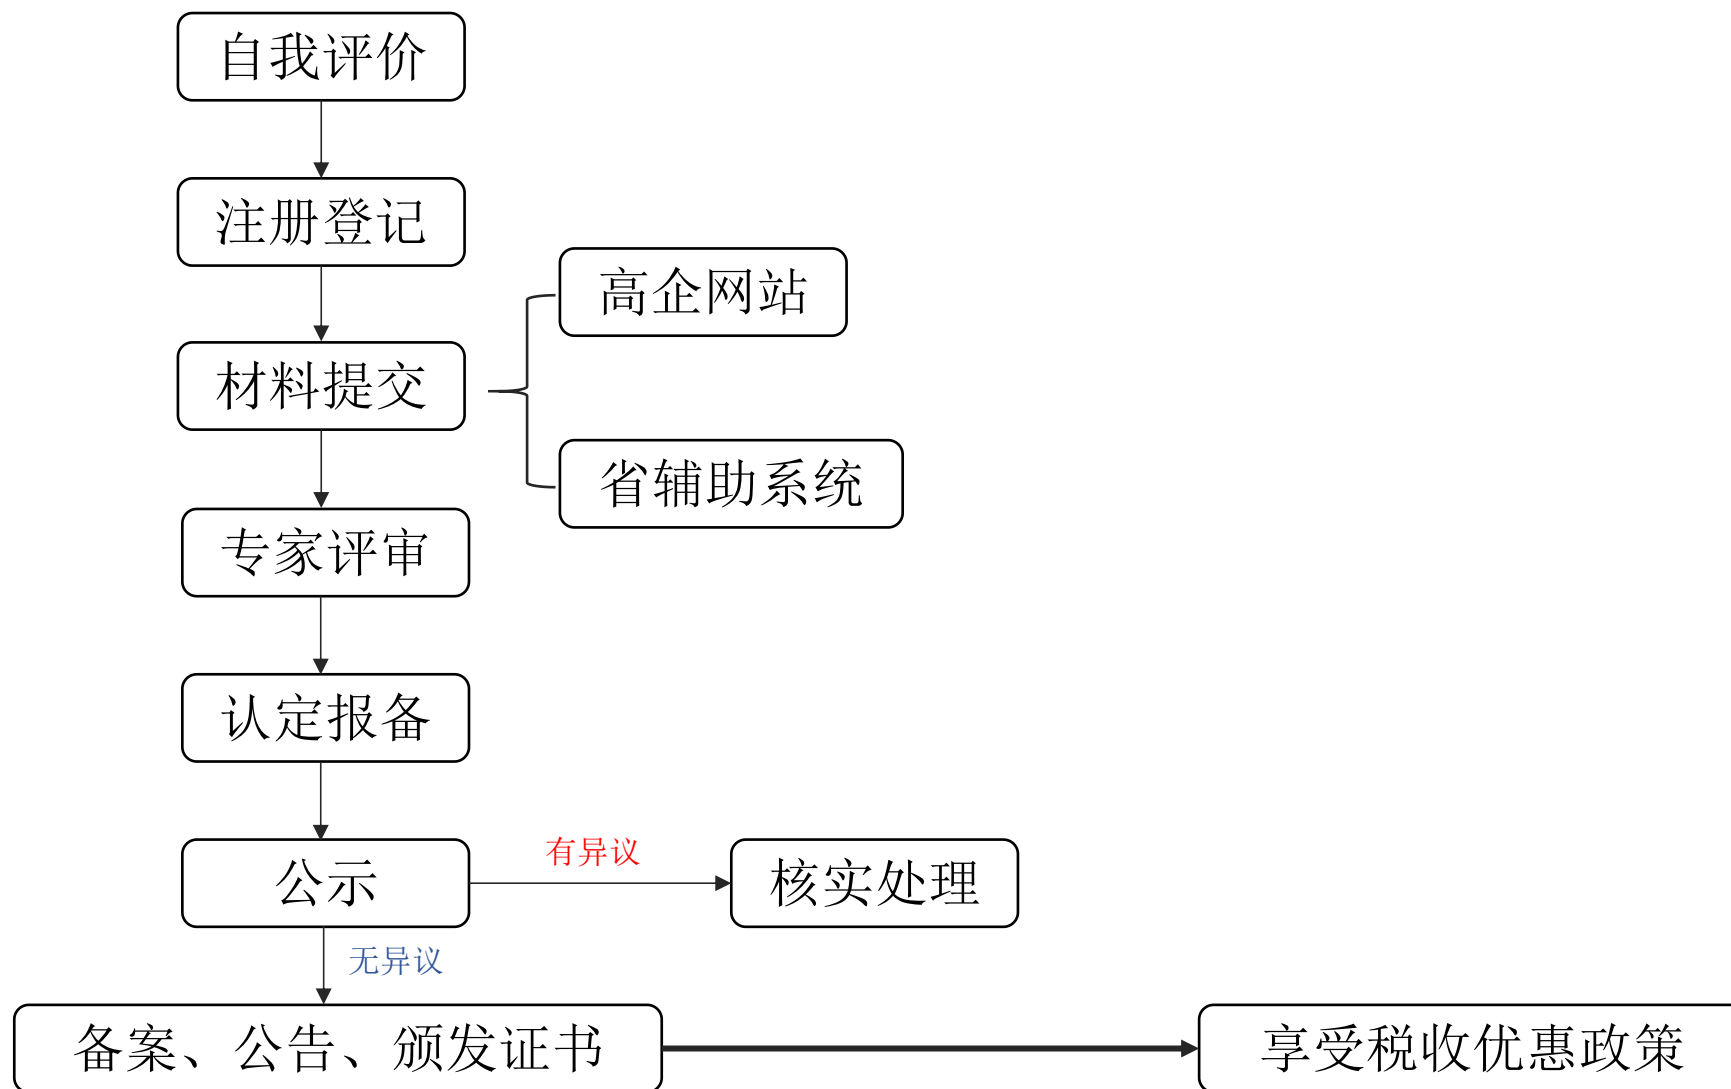 自我评价
注册登记
高企网站
材料提交
省辅助系统
专家评审
认定报备
有异议
公示
核实处理
无异议
备案、公告、颁发证书
享受税收优惠政策